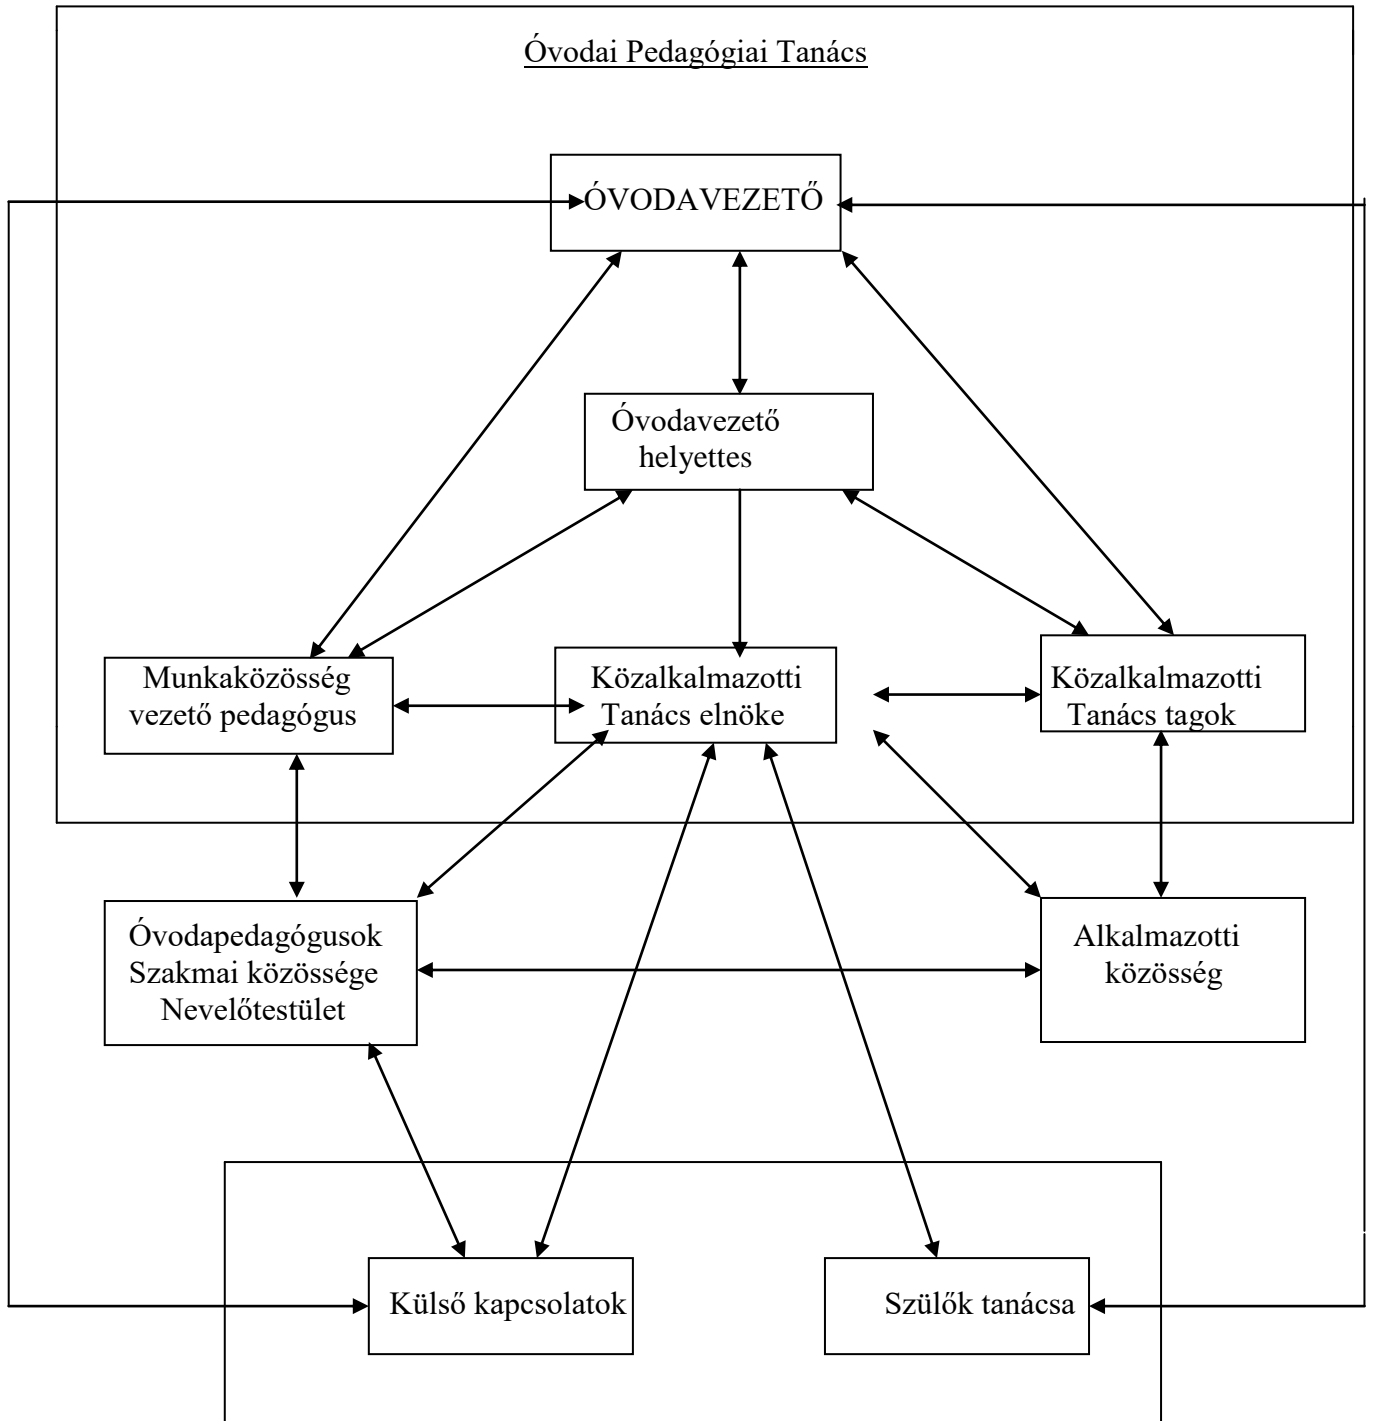 Óvodai Pedagógiai Tanács
ÓVODAVEZETŐ
Óvodavezető
helyettes
Munkaközösség
vezető pedagógus
Közalkalmazotti
Tanács elnöke
Közalkalmazotti
Tanács tagok
Óvodapedagógusok
Szakmai közössége
Nevelőtestület
Alkalmazotti
közösség
Külső kapcsolatok
Szülők tanácsa